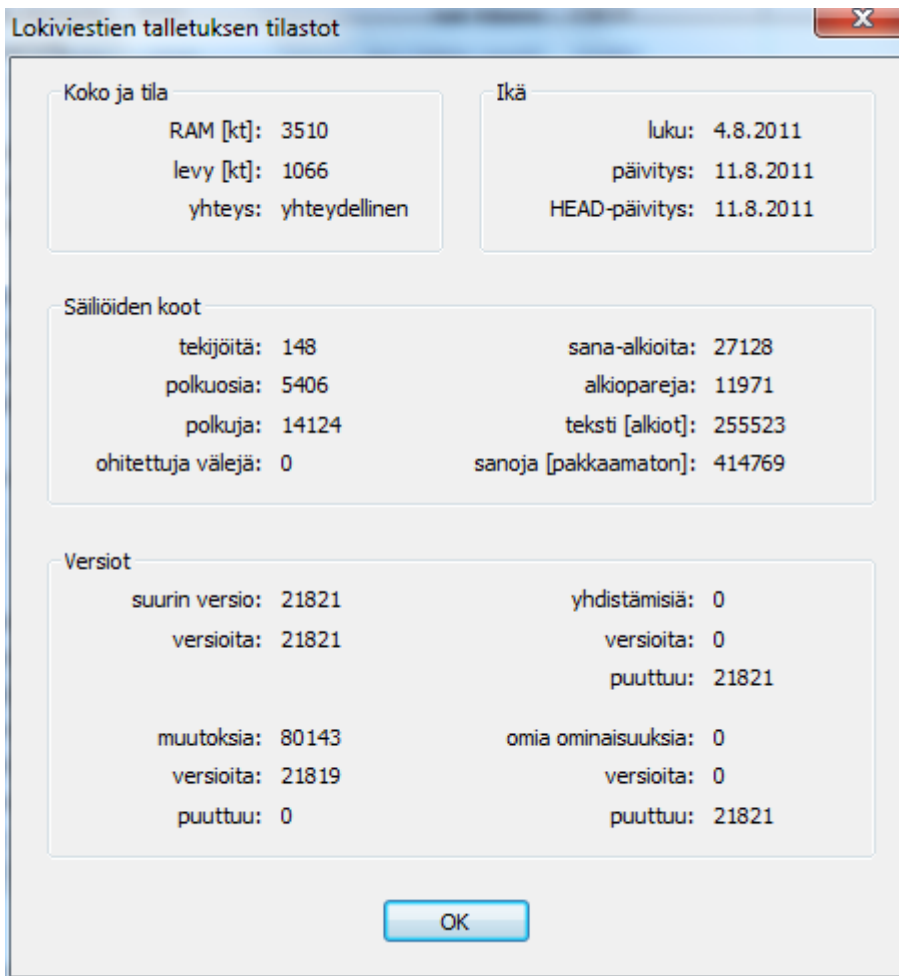 Lokiviestien talletuksen tilastot
Koko ja tila
RAM [kt]: 3510
levy [kt]: 1066
yhteys: yhteydellinen
Ikä
luku: 4.8.2011
päivitys: 11.8.2011
HEAD-päivitys: 11.8.2011
Säiliöiden koot
tekijöitä: 148
polkuosia: 5406
polkuja: 14124
ohitettuja välejä: 0
sana-alkioita: 27128
alkiopareja: 11971
teksti [alkiot]: 255523
sanoja [pakkaamaton]: 414769
Versiot
suurin versio: 21821
versioita: 21821
yhdistämisiä: 0
versioita: 0
puuttuu: 21821
muutoksia: 80143
versioita: 21819
puuttuu: 0
omia ominaisuuksia: 0
versioita: 0
puuttuu: 21821
OK